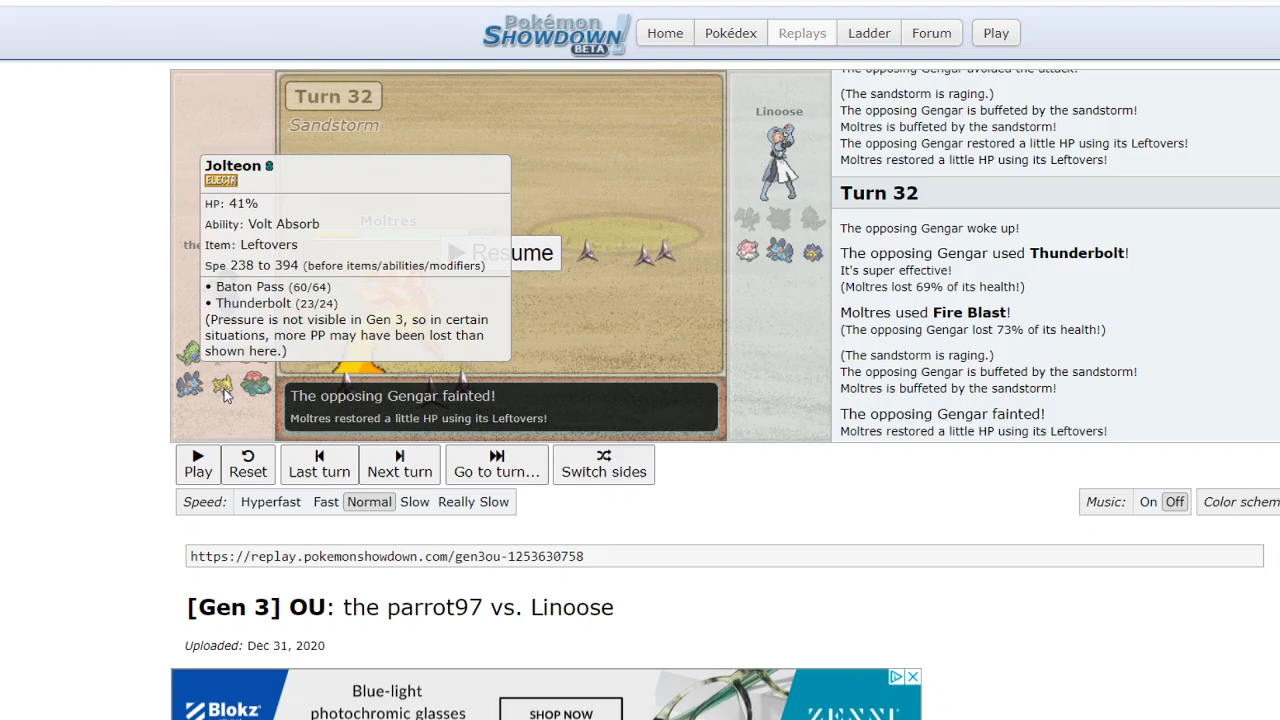 Pokémon
SHOWDOWN!
BETA
Home
Pokédex
Replays
Ladder
Forum
Play
Turn 32
Sandstorm
Jolteon
ELECTR
HP: 41%
Ability: Volt Absorb
Item: Leftovers
Spe 238 to 394 (before items/abilities/modifiers)
• Baton Pass (60/64)
• Thunderbolt (23/24)
(Pressure is not visible in Gen 3, so in certain
situations, more PP may have been lost than
shown here.)
the
Moltres
Resume
The opposing Gengar fainted!
Moltres restored a little HP using its Leftovers!
Linoose
The opposing Gengar avoided the attack!
(The sandstorm is raging.)
The opposing Gengar is buffeted by the sandstorm!
Moltres is buffeted by the sandstorm!
The opposing Gengar restored a little HP using its Leftovers!
Moltres restored a little HP using its Leftovers!
Turn 32
The opposing Gengar woke up!
The opposing Gengar used Thunderbolt!
It's super effective!
(Moltres lost 69% of its health!)
Moltres used Fire Blast!
(The opposing Gengar lost 73% of its health!)
(The sandstorm is raging.)
The opposing Gengar is buffeted by the sandstorm!
Moltres is buffeted by the sandstorm!
The opposing Gengar fainted!
Moltres restored a little HP using its Leftovers!
Play
Reset
Last turn
Next turn
Go to turn...
Switch sides
Speed:
Hyperfast
Fast
Normal
Slow
Really Slow
Music:
On
Off
Color schem
https://replay.pokemonshowdown.com/gen3ou-1253630758
[Gen 3] OU: the parrot97 vs. Linoose
Uploaded: Dec 31, 2020
Blokz
Blue-light
photochromic glasses
SHOP NOW
ZENNI